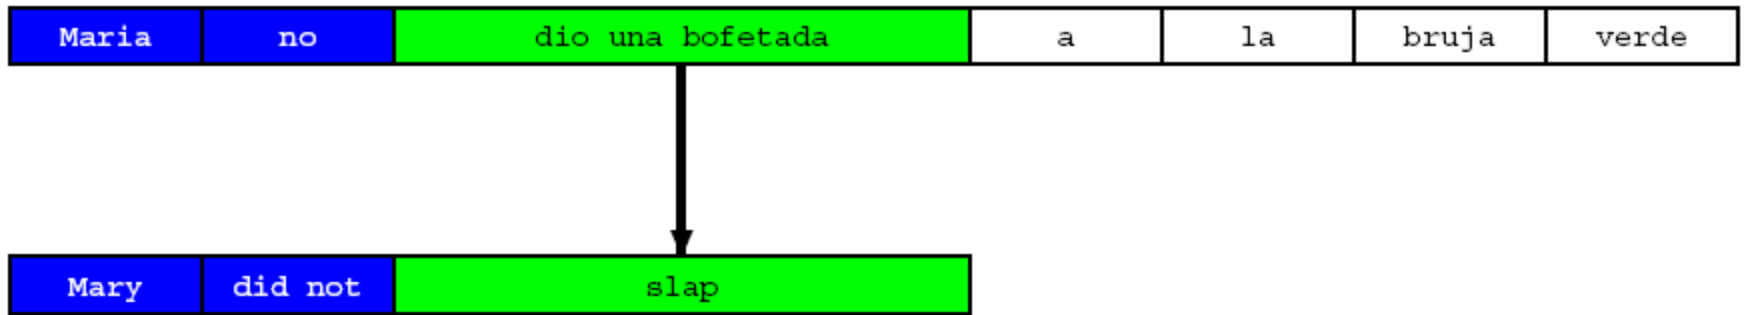 Maria no dio una bofetada a la bruja verde
Mary did not slap